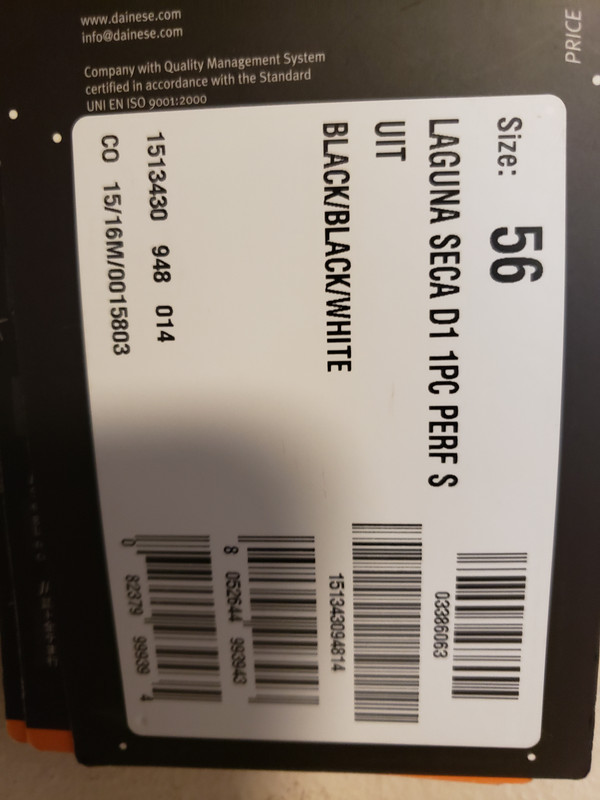 www.dainese.com
info@dainese.com
Company with Quality Management System
certified in accordance with the Standard
UNI EN ISO 9001:2000
PRICE
Size: 56
LAGUNA SECA D1 1PC PERF S
UIT
BLACK/BLACK/WHITE
1513430 948 014
CO 15/16M/0015803
03386063
151343094814
8 052644 993943
0 82379 99939 4